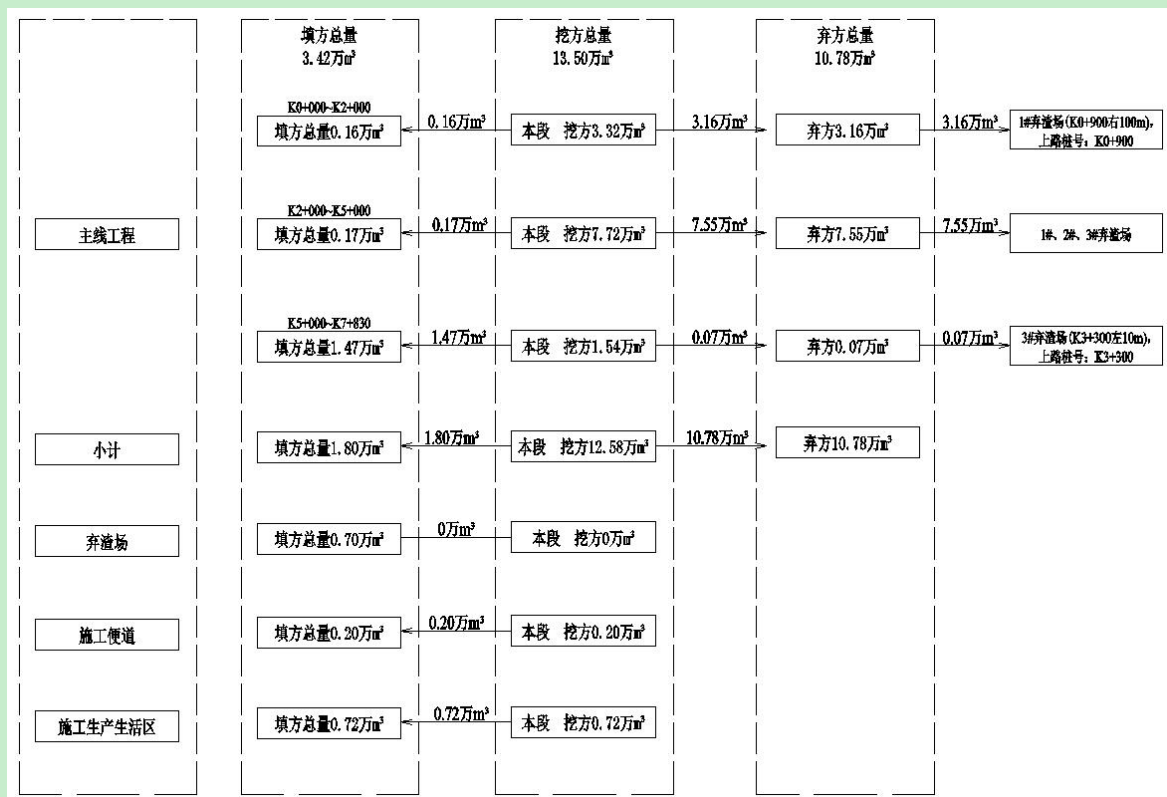 填方总量
3.42万m³
挖方总量
13.50万m³
弃方总量
10.78万m³
K0+000~K2+000
填方总量0.16万m³
0.16万m³
本段 挖方3.32万m³
3.16万m³
弃方3.16万m³
3.16万m³
1#弃渣场(K0+900右100m),
上路桩号: K0+900
主线工程
K2+000~K5+000
填方总量0.17万m³
0.17万m³
本段 挖方7.72万m³
7.55万m³
弃方7.55万m³
7.55万m³
1#、2#、3#弃渣场
K5+000~K7+830
填方总量1.47万m³
1.47万m³
本段 挖方1.54万m³
0.07万m³
弃方0.07万m³
0.07万m³
3#弃渣场(K3+300左10m),
上路桩号: K3+300
小计
填方总量1.80万m³
1.80万m³
本段 挖方12.58万m³
10.78万m³
弃方10.78万m³
弃渣场
填方总量0.70万m³
0万m³
本段 挖方0万m³
施工便道
填方总量0.20万m³
0.20万m³
本段 挖方0.20万m³
施工生产生活区
填方总量0.72万m³
0.72万m³
本段 挖方0.72万m³